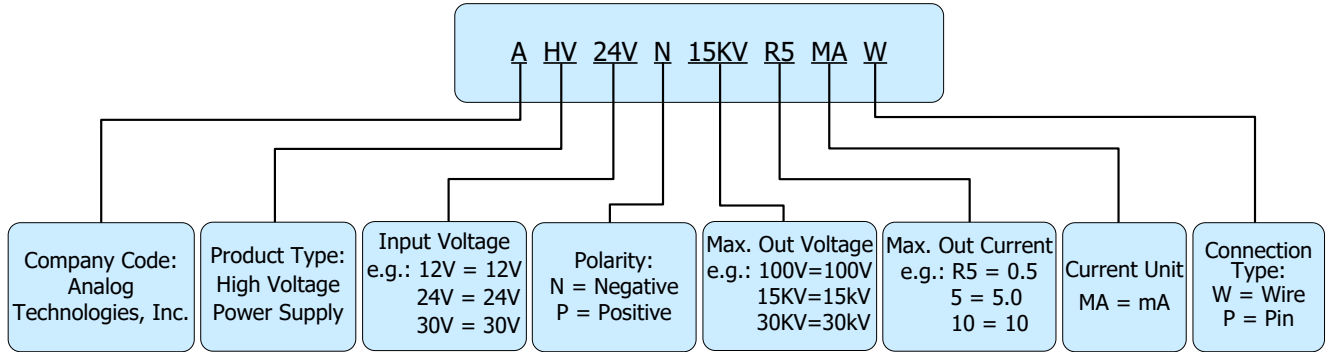 A HV 24V N 15KV R5 MA W
Company Code:
Analog
Technologies, Inc.
Product Type:
High Voltage
Power Supply
Input Voltage
e.g.: 12V = 12V
24V = 24V
30V = 30V
Polarity:
N = Negative
P = Positive
Max. Out Voltage
e.g.: 100V=100V
15KV=15kV
30KV=30kV
Max. Out Current
e.g.: R5 = 0.5
5 = 5.0
10 = 10
Current Unit
MA = mA
Connection
Type:
W = Wire
P = Pin